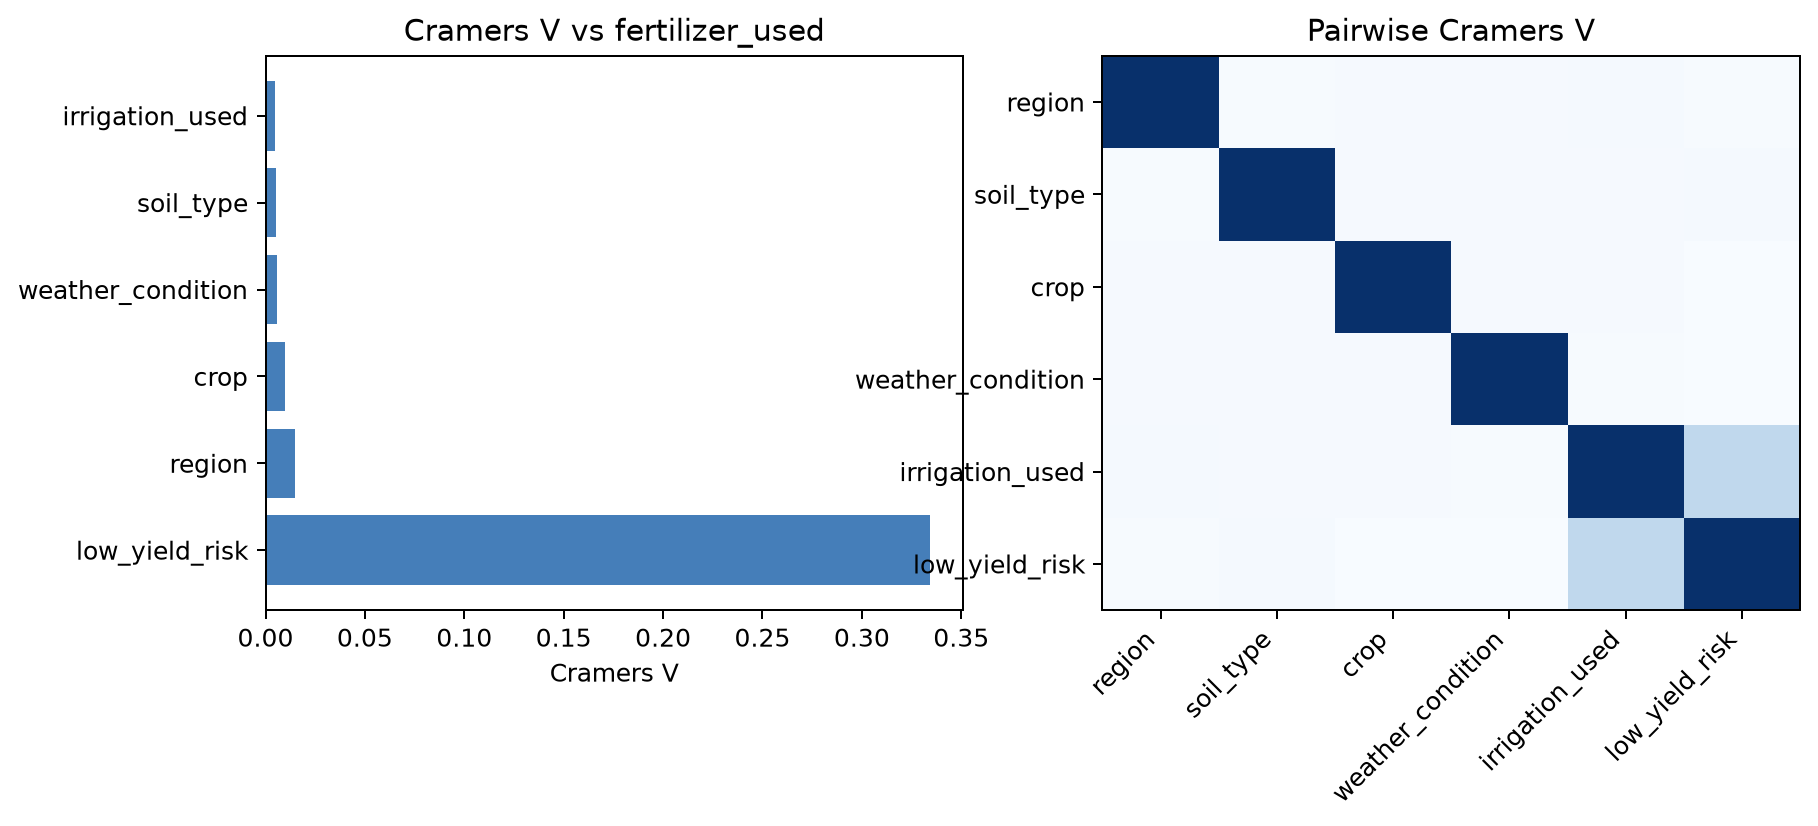 Cramers V vs fertilizer_used
irrigation_used
soil_type
weather_condition
crop
region
low_yield_risk
0.00 0.05 0.10 0.15 0.20 0.25 0.30 0.35
Cramers V
Pairwise Cramers V
region
soil_type
crop
weather_condition
irrigation_used
low_yield_risk
region
soil_type
crop
weather_condition
irrigation_used
low_yield_risk